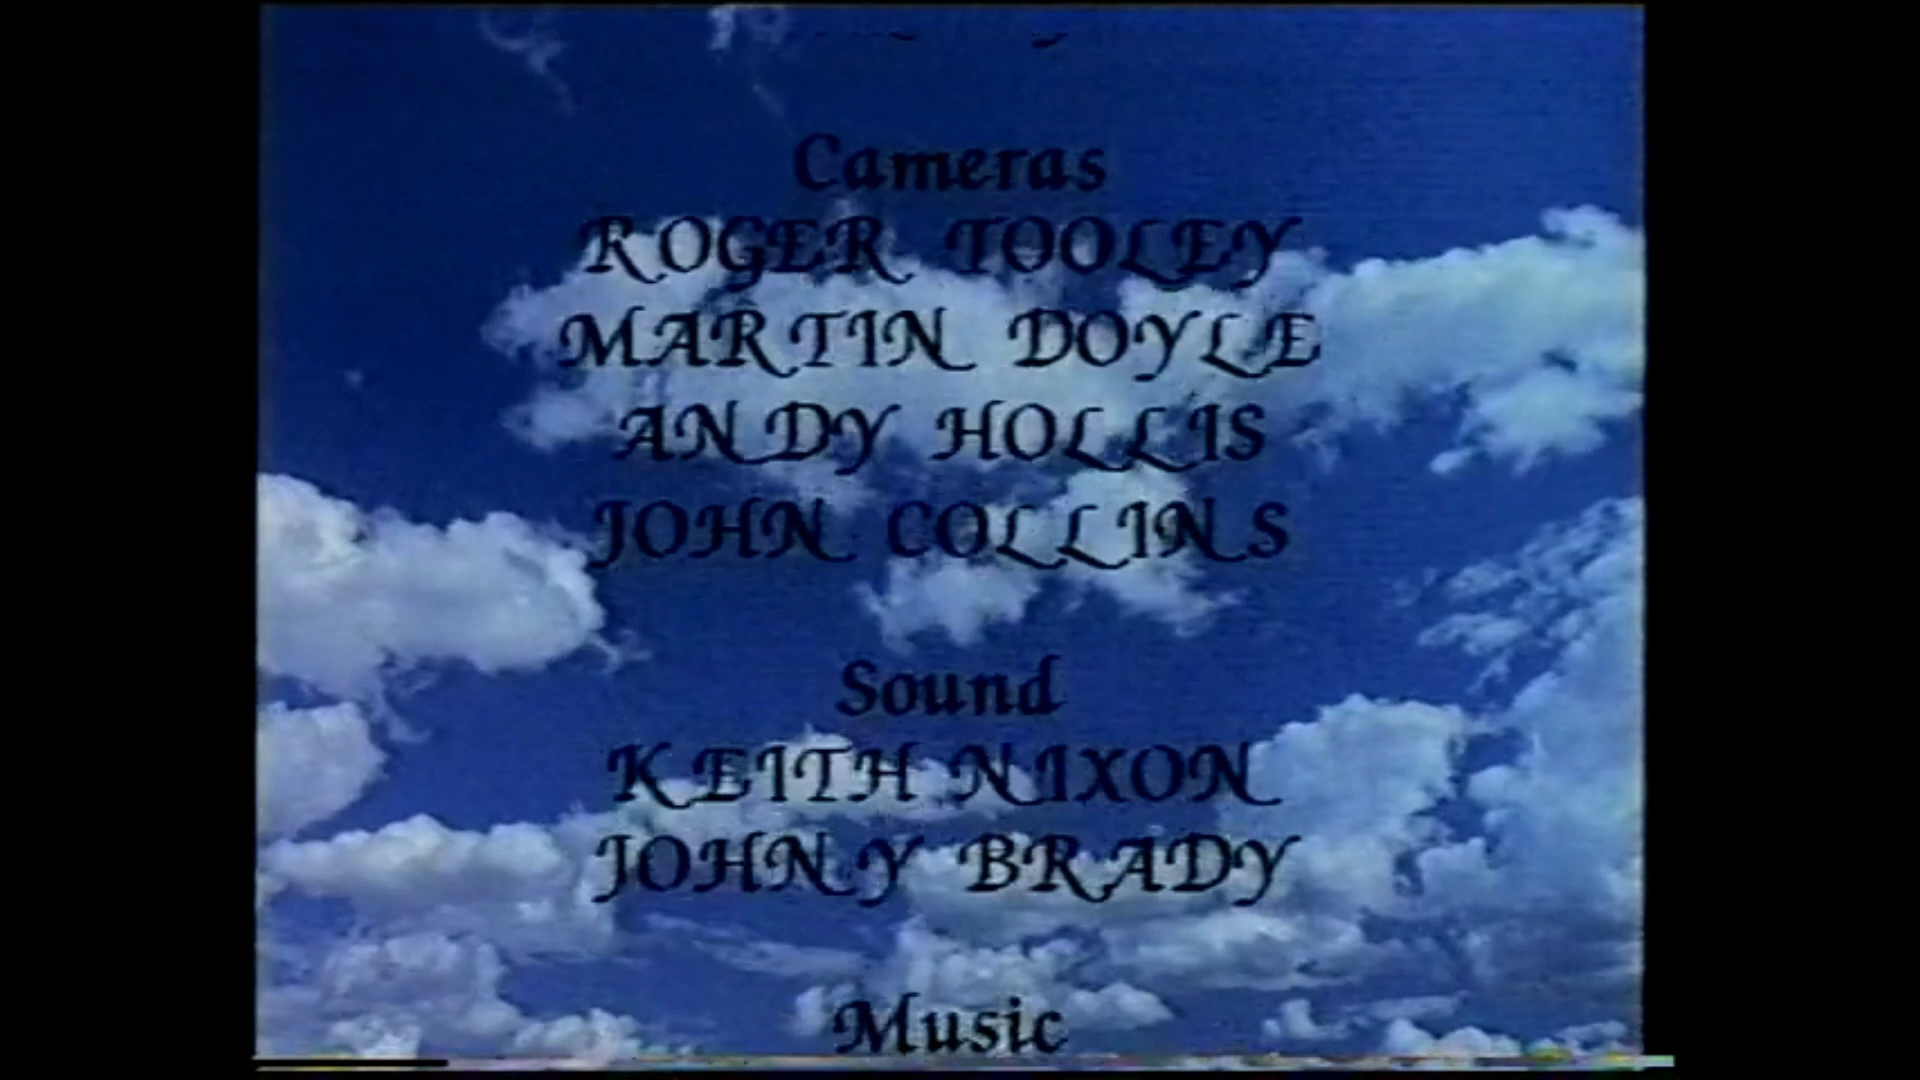 Cameras
ROGER TOOLEY
MARTIN DOYLE
ANDY HOLLIS
JOHN COLLINS
Sound
KEITH NIXON
JOHNY BRADY
Music